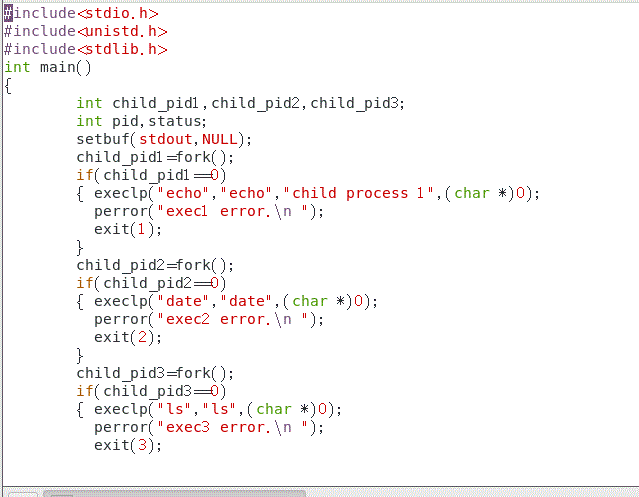 #include<stdio.h>
#include<unistd.h>
#include<stdlib.h>
int main()
{
        int child_pid1,child_pid2,child_pid3;
        int pid,status;
        setbuf(stdout,NULL);
        child_pid1=fork();
        if(child_pid1==0)
        { execlp("echo","echo","child process 1",(char *)0);
          perror("exec1 error.\n ");
          exit(1);
        }
        child_pid2=fork();
        if(child_pid2==0)
        { execlp("date","date",(char *)0);
          perror("exec2 error.\n ");
          exit(2);
        }
        child_pid3=fork();
        if(child_pid3==0)
        { execlp("ls","ls",(char *)0);
          perror("exec3 error.\n ");
          exit(3);